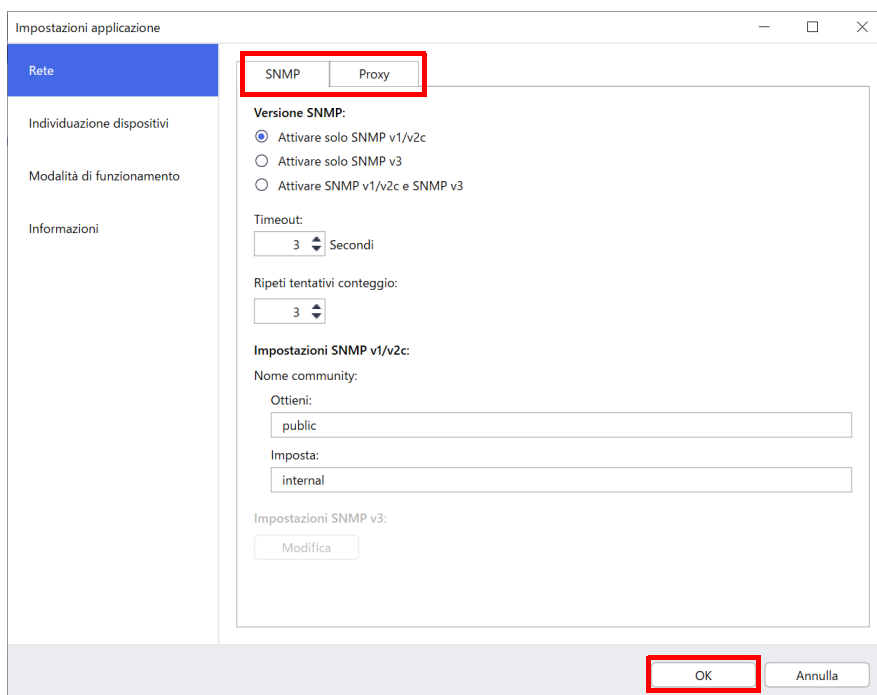 Impostazioni applicazione
Rete
Individuazione dispositivi
Modalità di funzionamento
Informazioni
SNMP
Proxy
Versione SNMP:
Attivare solo SNMP v1/v2c
Attivare solo SNMP v3
Attivare SNMP v1/v2c e SNMP v3
Timeout:
3 Secondi
Ripeti tentativi conteggio:
3
Impostazioni SNMP v1/v2c:
Nome community:
Ottieni:
public
Imposta:
internal
Impostazioni SNMP v3:
Modifica
OK
Annulla